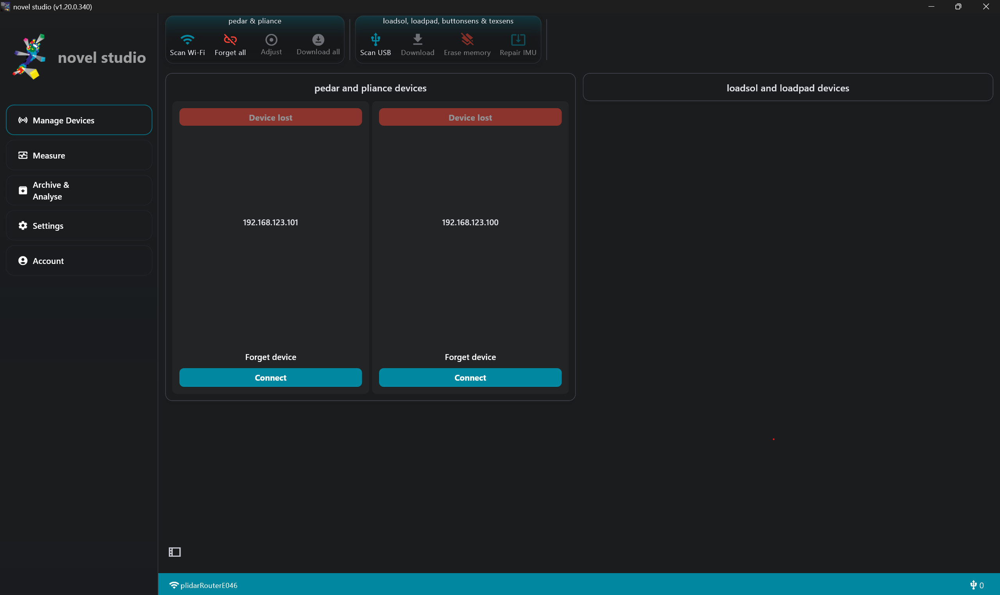 novel studio (v1.20.0.340)
novel studio
Manage Devices
Measure
Archive &
Analyse
Settings
Account
pedar & pliance
Scan Wi-Fi
Forget all
Adjust
Download all
loadsol, loadpad, buttonsens & texsens
Scan USB
Download
Erase memory
Repair IMU
pedar and pliance devices
Device lost
192.168.123.101
Forget device
Connect
Device lost
192.168.123.100
Forget device
Connect
loadsol and loadpad devices
plidarRouterE046
0